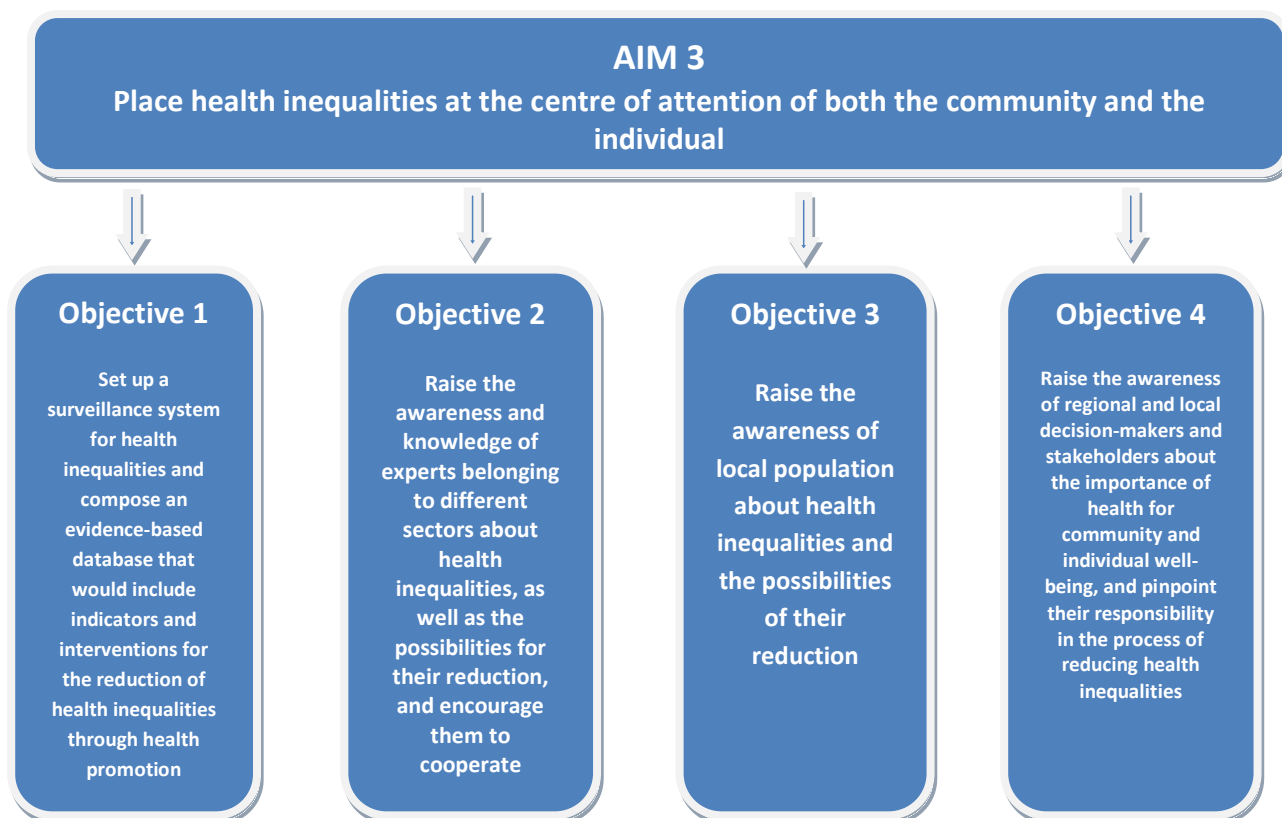 AIM 3
Place health inequalities at the centre of attention of both the community and the
individual
Objective 1
Set up a
surveillance system
for health
inequalities and
compose an
evidence-based
database that
would include
indicators and
interventions for
the reduction of
health inequalities
through health
promotion
Objective 2
Raise the
awareness and
knowledge of
experts belonging
to different
sectors about
health
inequalities, as
well as the
possibilities for
their reduction,
and encourage
them to
cooperate
Objective 3
Raise the
awareness of
local population
about health
inequalities and
the possibilities
of their
reduction
Objective 4
Raise the awareness
of regional and local
decision-makers and
stakeholders about
the importance of
health for
community and
individual well-
being, and pinpoint
their responsibility
in the process of
reducing health
inequalities